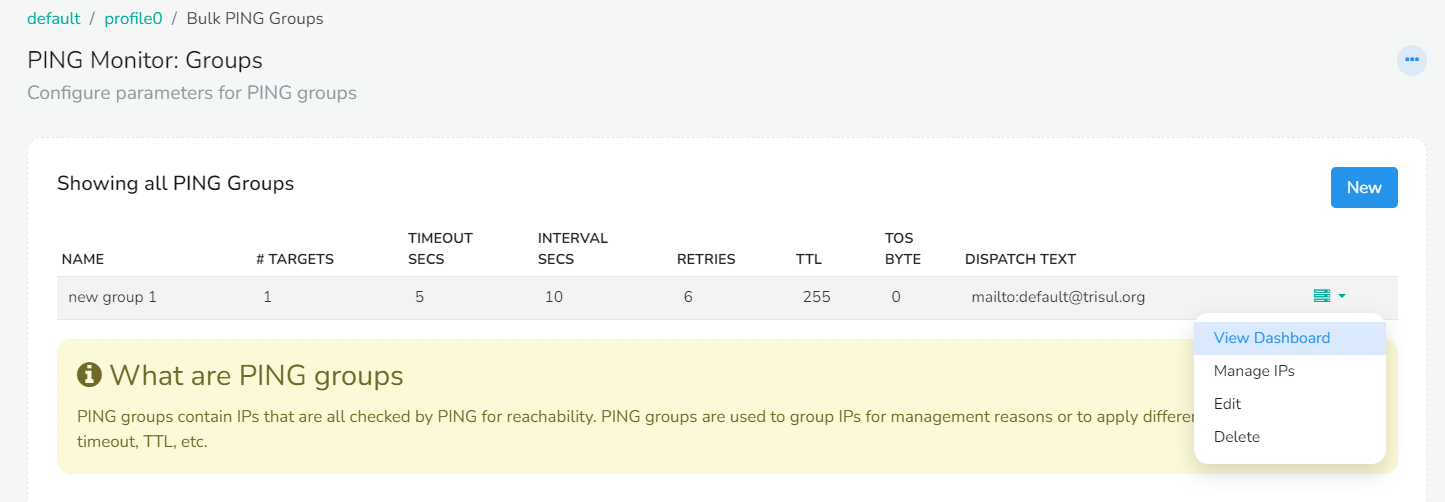 default / profile0 / Bulk PING Groups
PING Monitor: Groups
Configure parameters for PING groups
Showing all PING Groups
New
NAME # TARGETS TIMEOUT SECS INTERVAL SECS RETRIES TTL TOS BYTE DISPATCH TEXT
new group 1 1 5 10 6 255 0 mailto:default@trisul.org
View Dashboard
Manage IPs
Edit
Delete
What are PING groups
PING groups contain IPs that are all checked by PING for reachability. PING groups are used to group IPs for management reasons or to apply differe
timeout, TTL, etc.